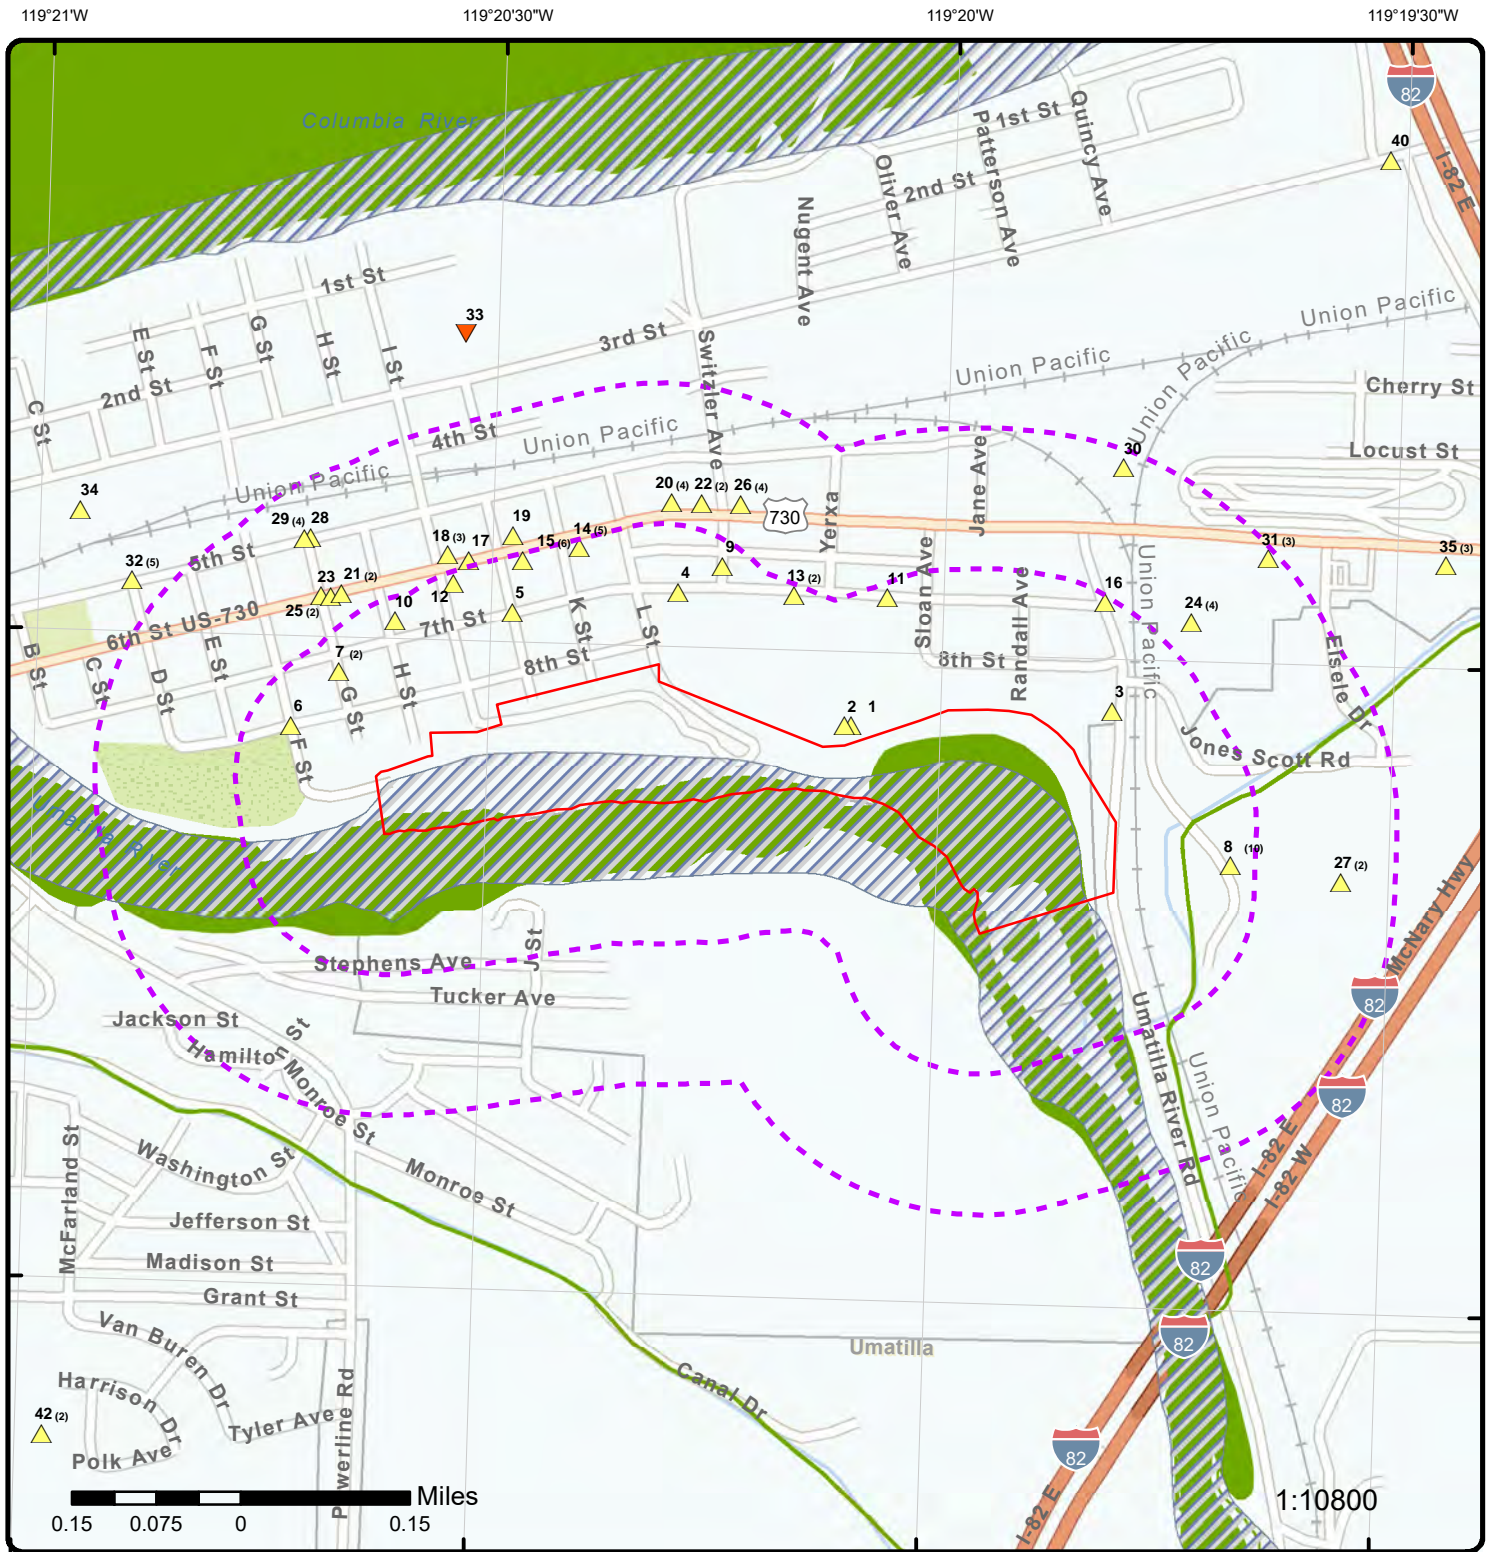 119°21'W 119°20'30"W 119°20'W 119°19'30"W
82
Columbia River
1st St
Quincy Ave
Patterson Ave
40
I-82 E
Oliver Ave
2nd St
Nugent Ave
1st St
33
Union Pacific
E St
F St
G St
H St
I St
3rd St
Switzler Ave
Union Pacific
Union Pacific
2nd St
C St
Cherry St
4th St
Union Pacific
Jane Ave
Locust St
30
Union Pacific
34
20 (4)
22 (2)
26 (4)
730
Yerxa
29 (4)
28
19
14 (5)
18 (3)
17
15 (6)
9
31 (3)
35 (3)
5th St
32 (5)
Sloan Ave
Union Pacific
23
21 (2)
4
13 (2)
11
16
24 (4)
25 (2)
12
10
5
Randall Ave
6th St US-730
7th St
K St
L St
B St
C St
D St
E St
7 (2)
G St
H St
8th St
8th St
Eisele Dr
6
F St
2
1
3
Jones Scott Rd
Umatilla River
8 (10)
27 (2)
McNary Hwy
Stephens Ave
J St
Tucker Ave
82
Jackson St
F St
Hamilto
Monroe St
Umatilla River Rd
Union Pacific
82
McFarland St
Washington St
Monroe St
I-82 E
I-82 W
Jefferson St
Madison St
82
Grant St
Van Buren Dr
Umatilla
82
Harrison Dr
Powerline Rd
Canal Dr
42 (2)
Tyler Ave
Polk Ave
82
I-82 E
Miles
0.15 0.075 0 0.15
1:10800